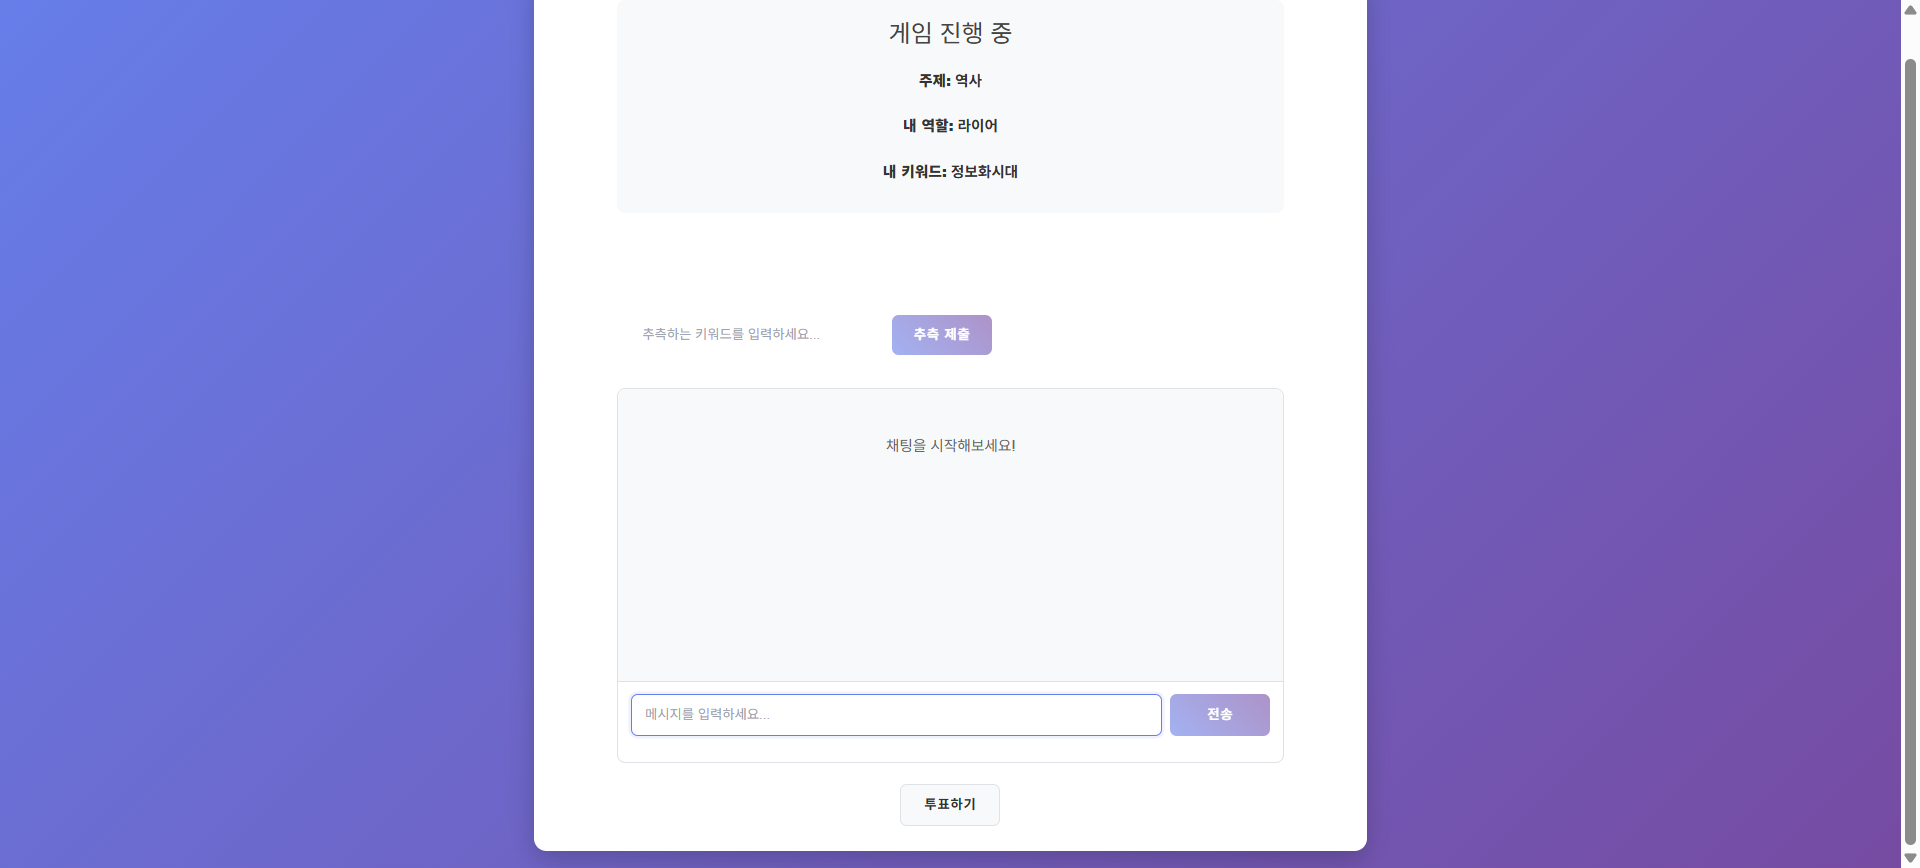 게임 진행 중
주제: 역사
내 역할: 라이어
내 키워드: 정보화시대
추측하는 키워드를 입력하세요...
추측 제출
채팅을 시작해보세요!
메시지를 입력하세요...
전송
투표하기